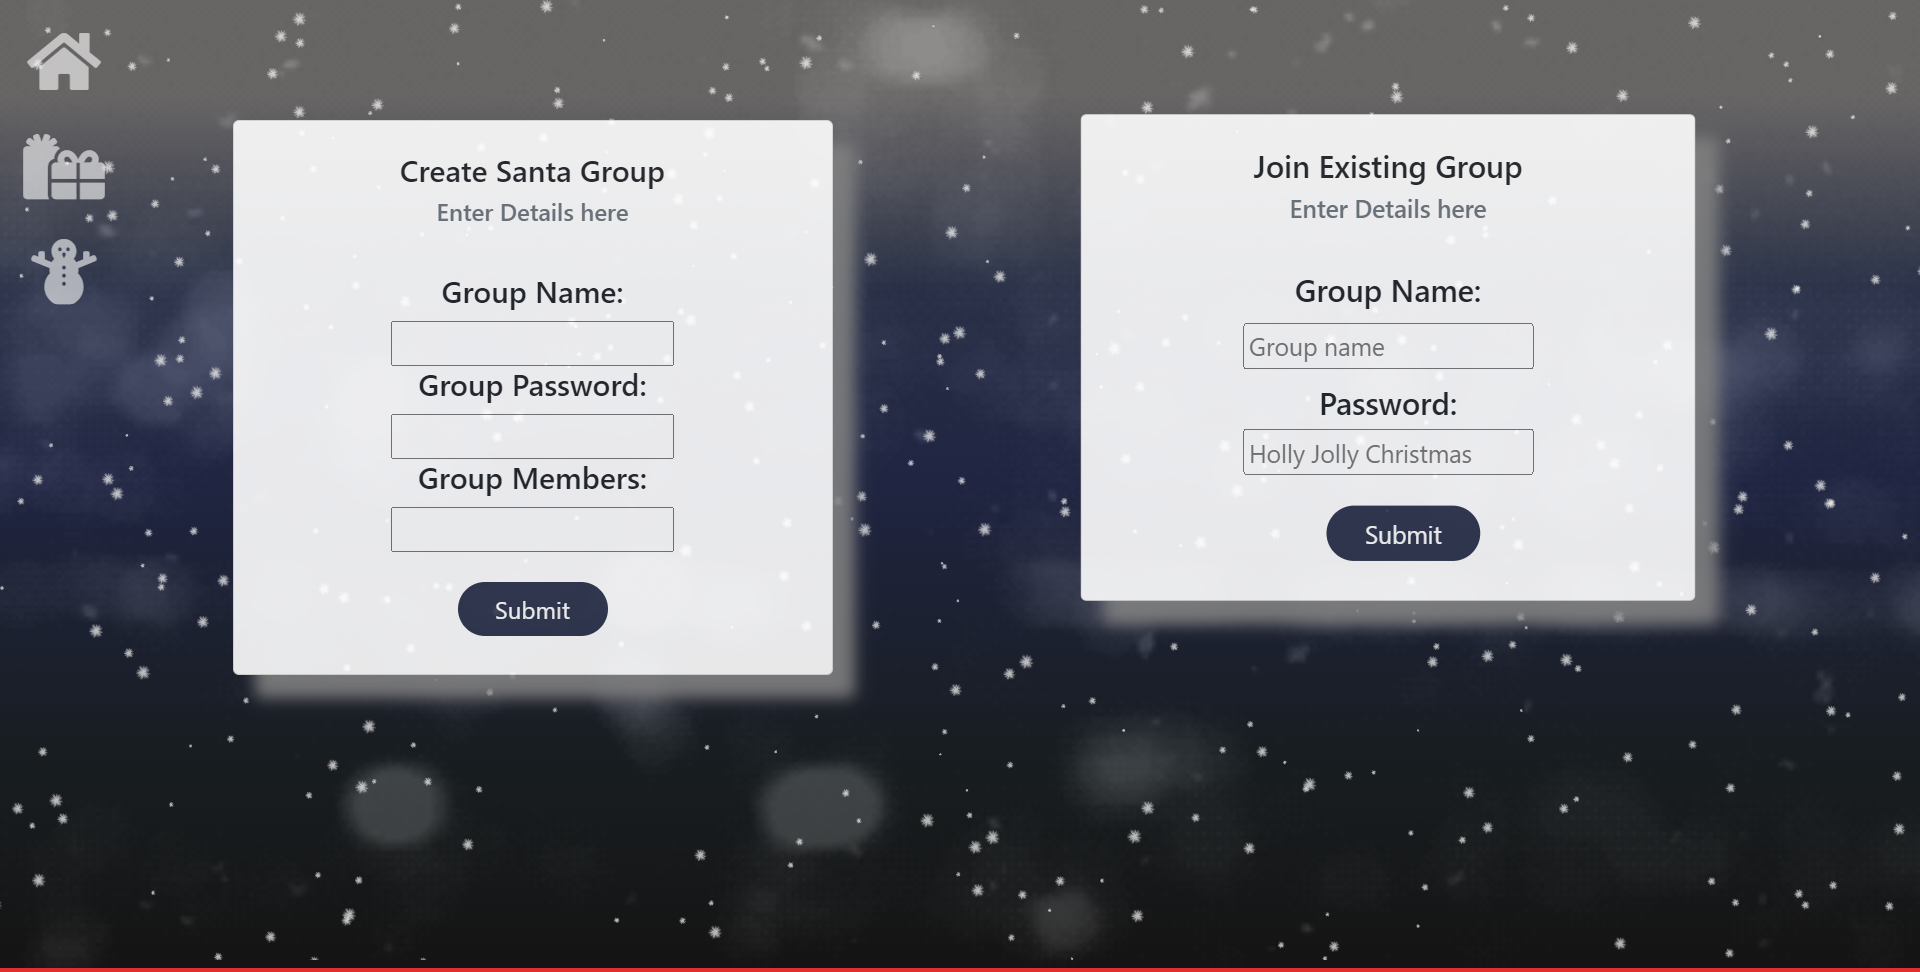 Create Santa Group
Enter Details here
Group Name:
Group Password:
Group Members:
Submit
Join Existing Group
Enter Details here
Group Name:
Group name
Password:
Holly Jolly Christmas
Submit